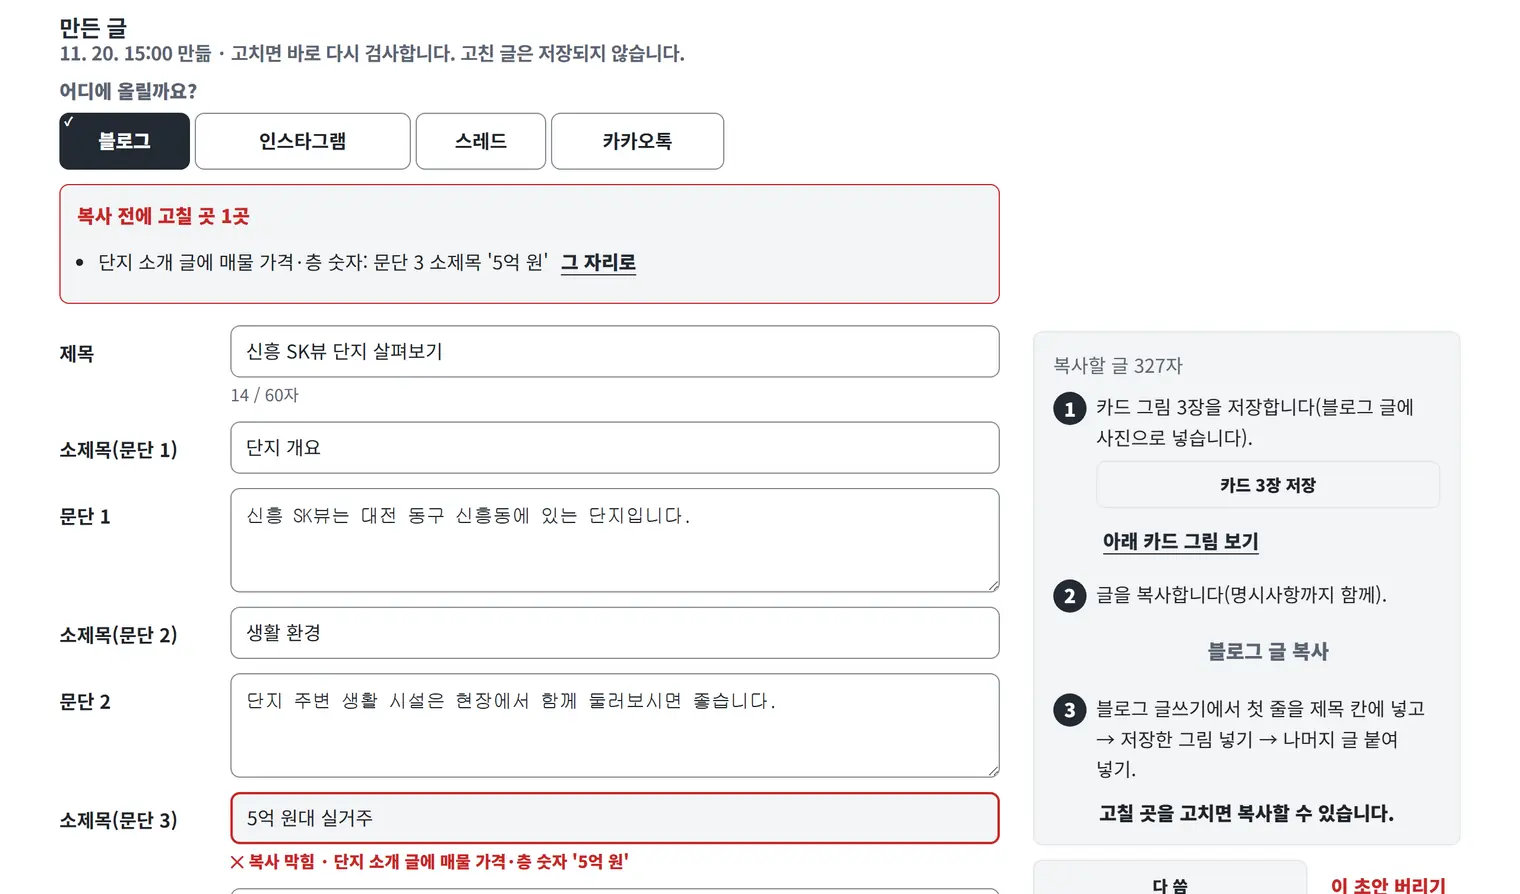 만든 글
11. 20. 15:00 만듦 · 고치면 바로 다시 검사합니다. 고친 글은 저장되지 않습니다.
어디에 올릴까요?
✓ 블로그
인스타그램
스레드
카카오톡
복사 전에 고칠 곳 1곳
• 단지 소개 글에 매물 가격·층 숫자: 문단 3 소제목 '5억 원' 그 자리로
제목
신흥 SK뷰 단지 살펴보기
14 / 60자
소제목(문단 1)
단지 개요
문단 1
신흥 SK뷰는 대전 동구 신흥동에 있는 단지입니다.
소제목(문단 2)
생활 환경
문단 2
단지 주변 생활 시설은 현장에서 함께 둘러보시면 좋습니다.
소제목(문단 3)
5억 원대 실거주
✕ 복사 막힘 · 단지 소개 글에 매물 가격·층 숫자 '5억 원'
복사할 글 327자
1 카드 그림 3장을 저장합니다(블로그 글에
사진으로 넣습니다).
카드 3장 저장
아래 카드 그림 보기
2 글을 복사합니다(명시사항까지 함께).
블로그 글 복사
3 블로그 글쓰기에서 첫 줄을 제목 칸에 넣고
→ 저장한 그림 넣기 → 나머지 글 붙여
넣기.
고칠 곳을 고치면 복사할 수 있습니다.
다 씀
이 초안 버리기